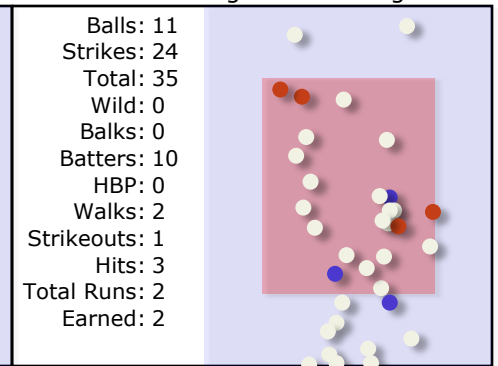 Balls: 11
Strikes: 24
Total: 35
Wild: 0
Balks: 0
Batters: 10
HBP: 0
Walks: 2
Strikeouts: 1
Hits: 3
Total Runs: 2
Earned: 2